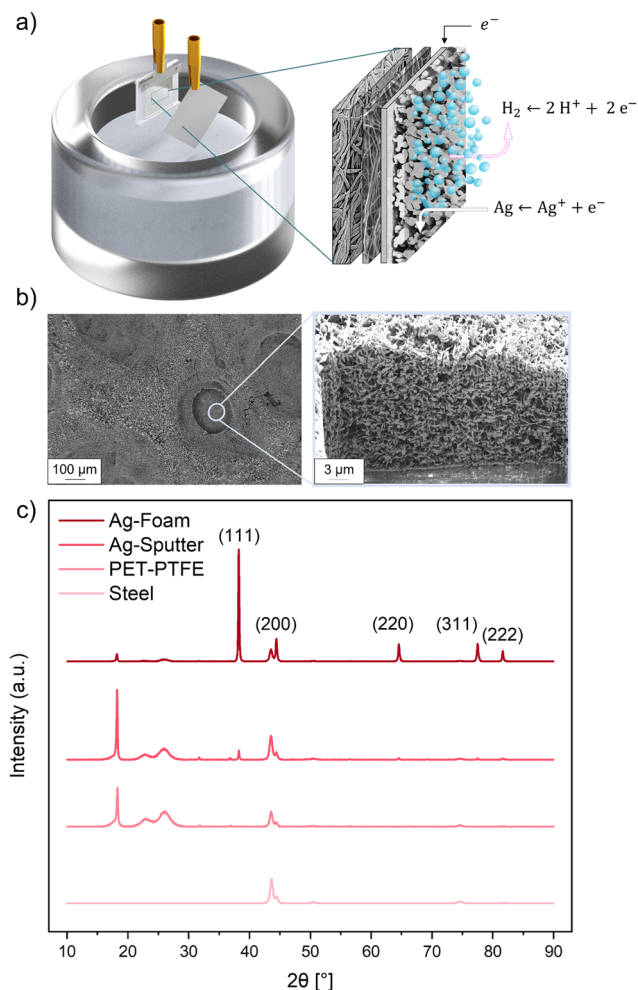 a)
e⁻
H₂ ← 2 H⁺ + 2 e⁻
Ag ← Ag⁺ + e⁻
b)
100 µm
3 µm
c)
Ag-Foam
Ag-Sputter
PET-PTFE
Steel
(111)
(200)
(220)
(311)
(222)
Intensity (a.u.)
10 20 30 40 50 60 70 80 90
2θ [°]